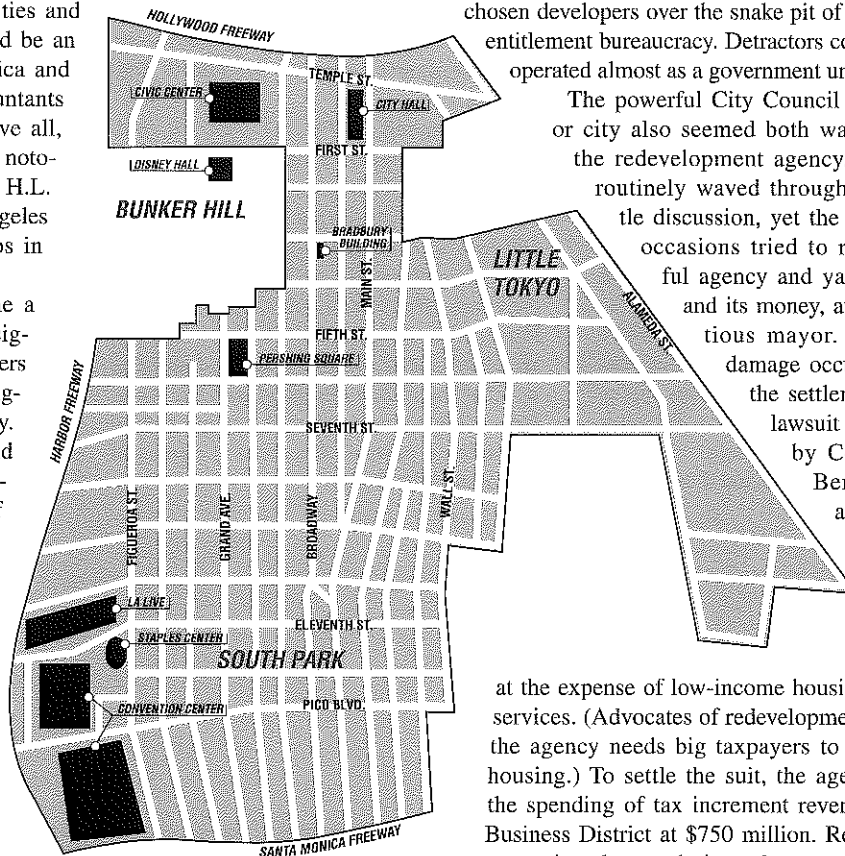 ties and
d be an
ica and
ntants
ve all,
noto-
H.L.
geles
os in
e a
sig-
ers
g-
y.
d
-
HOLLYWOOD FREEWAY
TEMPLE ST.
CIVIC CENTER
CITY HALL
FIRST ST.
DISNEY HALL
BUNKER HILL
BRADBURY
BUILDING
LITTLE
TOKYO
MAIN ST.
ALAMEDA ST.
FIFTH ST.
PERSHING SQUARE
HARBOR FREEWAY
SEVENTH ST.
FIGUEROA ST.
GRAND AVE.
BROADWAY
WALL ST.
LA LIVE
ELEVENTH ST.
STAPLES CENTER
SOUTH PARK
CONVENTION CENTER
PICO BLVD.
SANTA MONICA FREEWAY
chosen developers over the snake pit of
entitlement bureaucracy. Detractors co
operated almost as a government un
The powerful City Council
or city also seemed both wa
the redevelopment agency
routinely waved through
tle discussion, yet the
occasions tried to r
ful agency and ya
and its money, a
tious mayor.
damage occu
the settler
lawsuit
by C
Ber
a
at the expense of low-income housi
services. (Advocates of redevelopme
the agency needs big taxpayers to
housing.) To settle the suit, the age
the spending of tax increment rever
Business District at $750 million. Re